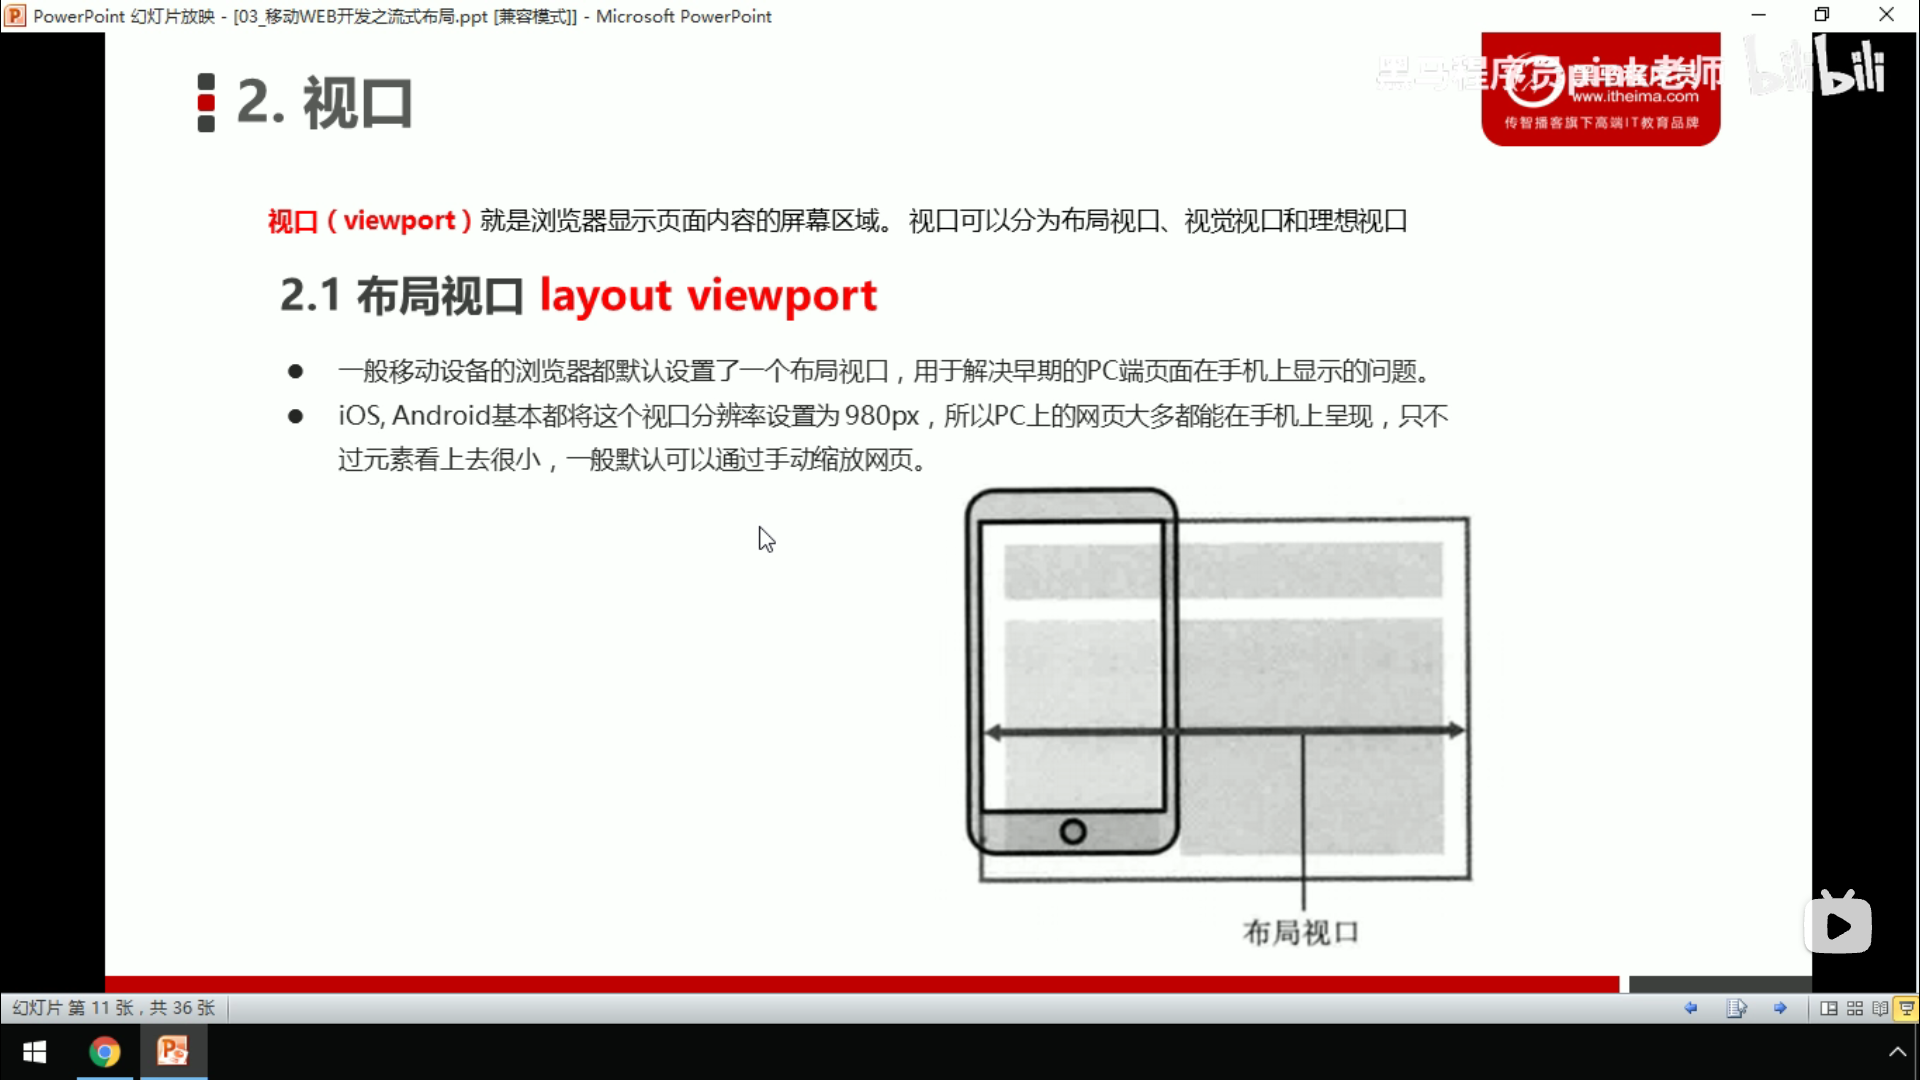 PowerPoint 幻灯片放映 - [03_移动WEB开发之流式布局.ppt [兼容模式]] - Microsoft PowerPoint
2. 视口
黑马程序员pink老师
bilibili
www.itheima.com
传智播客旗下高端IT教育品牌
视口（viewport）就是浏览器显示页面内容的屏幕区域。 视口可以分为布局视口、视觉视口和理想视口
2.1 布局视口 layout viewport
● 一般移动设备的浏览器都默认设置了一个布局视口，用于解决早期的PC端页面在手机上显示的问题。
● iOS, Android基本都将这个视口分辨率设置为 980px，所以PC上的网页大多都能在手机上呈现，只不
过元素看上去很小，一般默认可以通过手动缩放网页。
布局视口
幻灯片 第 11 张，共 36 张